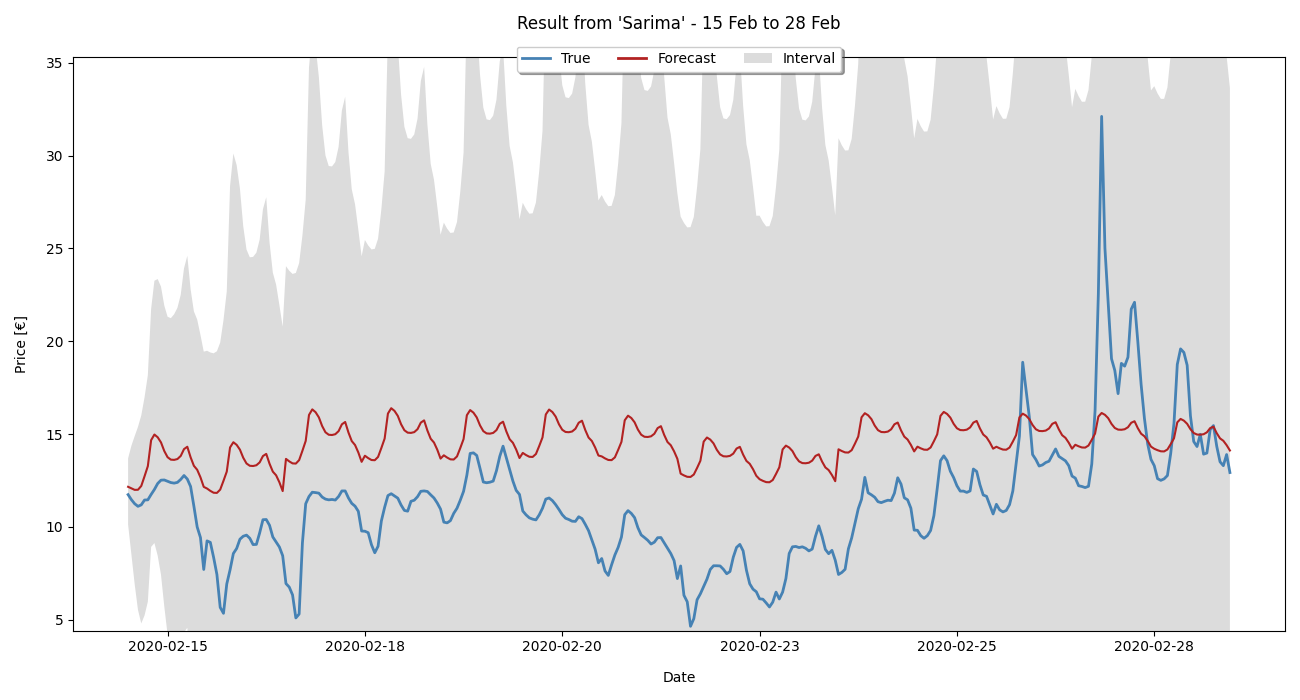 Result from 'Sarima' - 15 Feb to 28 Feb
True Forecast Interval
35
30
25
20
15
10
5
Price [€]
2020-02-15 2020-02-18 2020-02-20 2020-02-23 2020-02-25 2020-02-28
Date